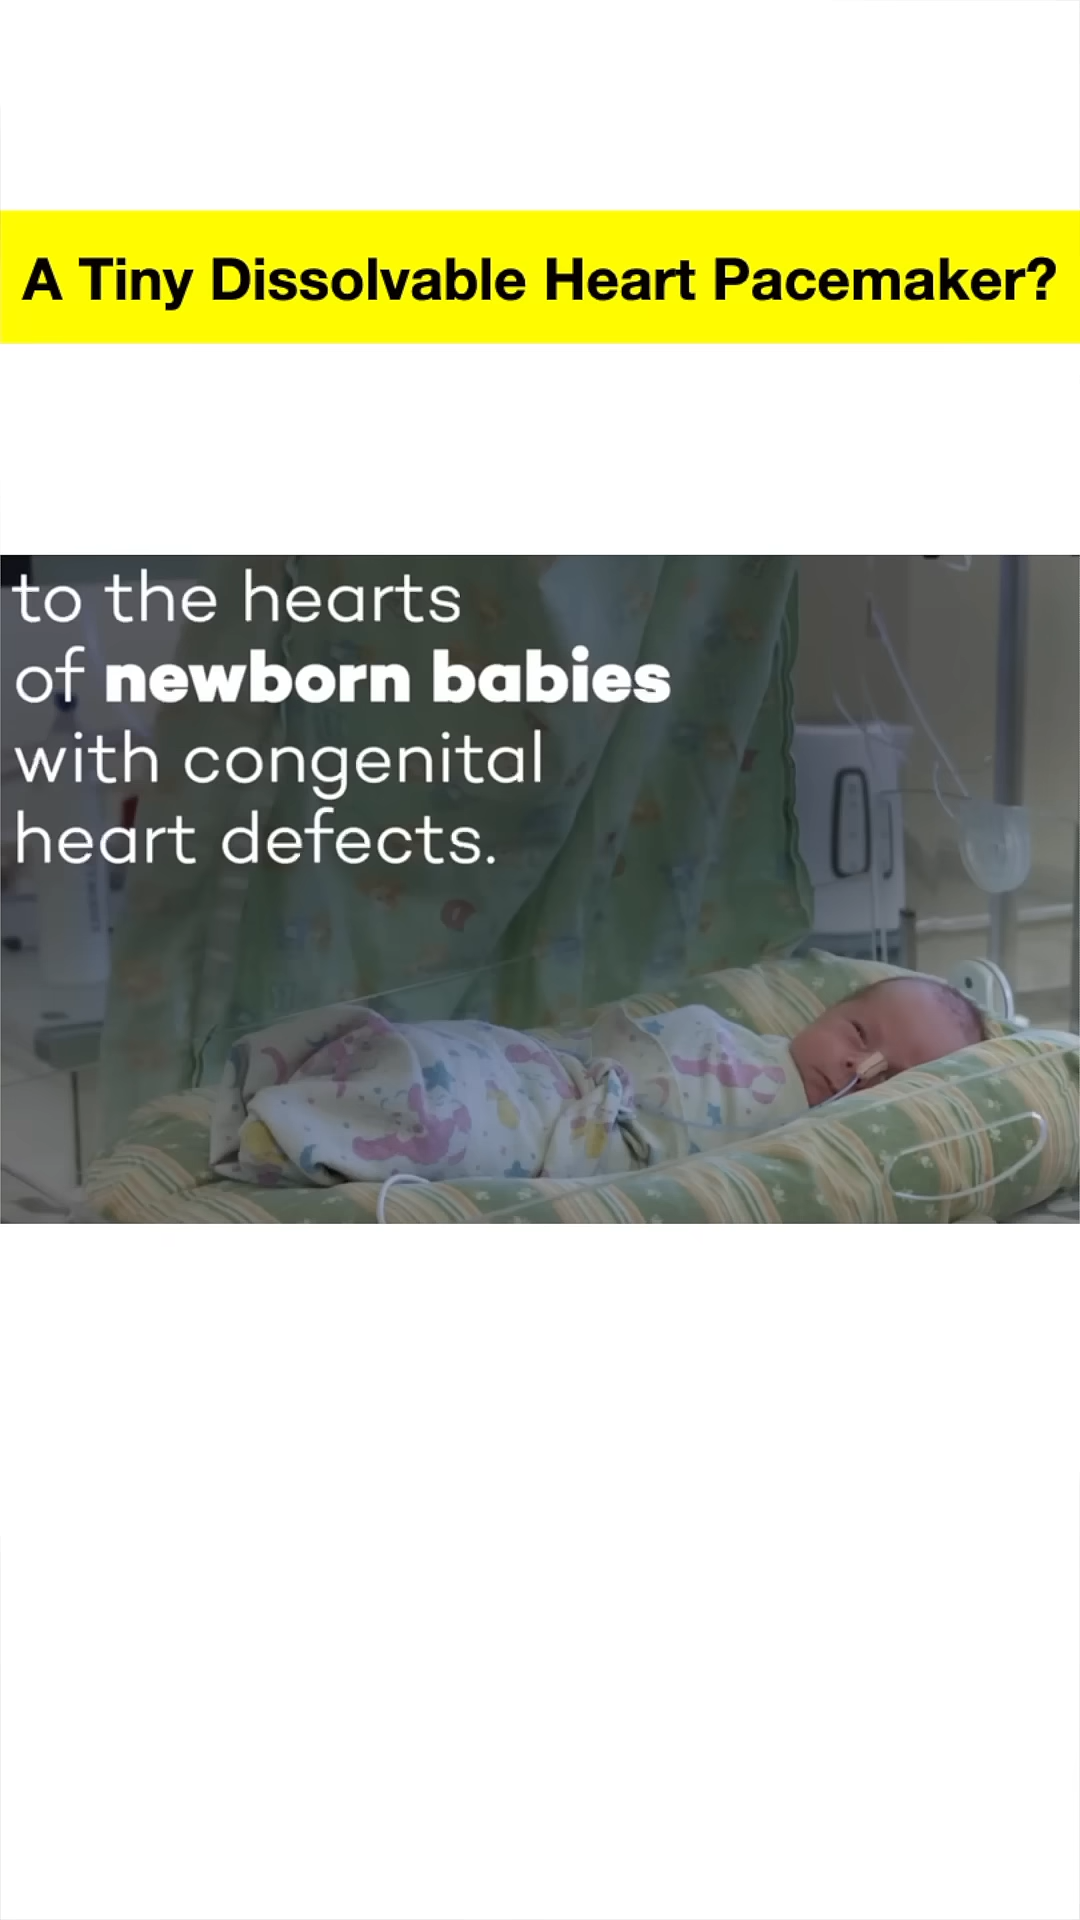 A Tiny Dissolvable Heart Pacemaker?
to the hearts
of newborn babies
with congenital
heart defects.